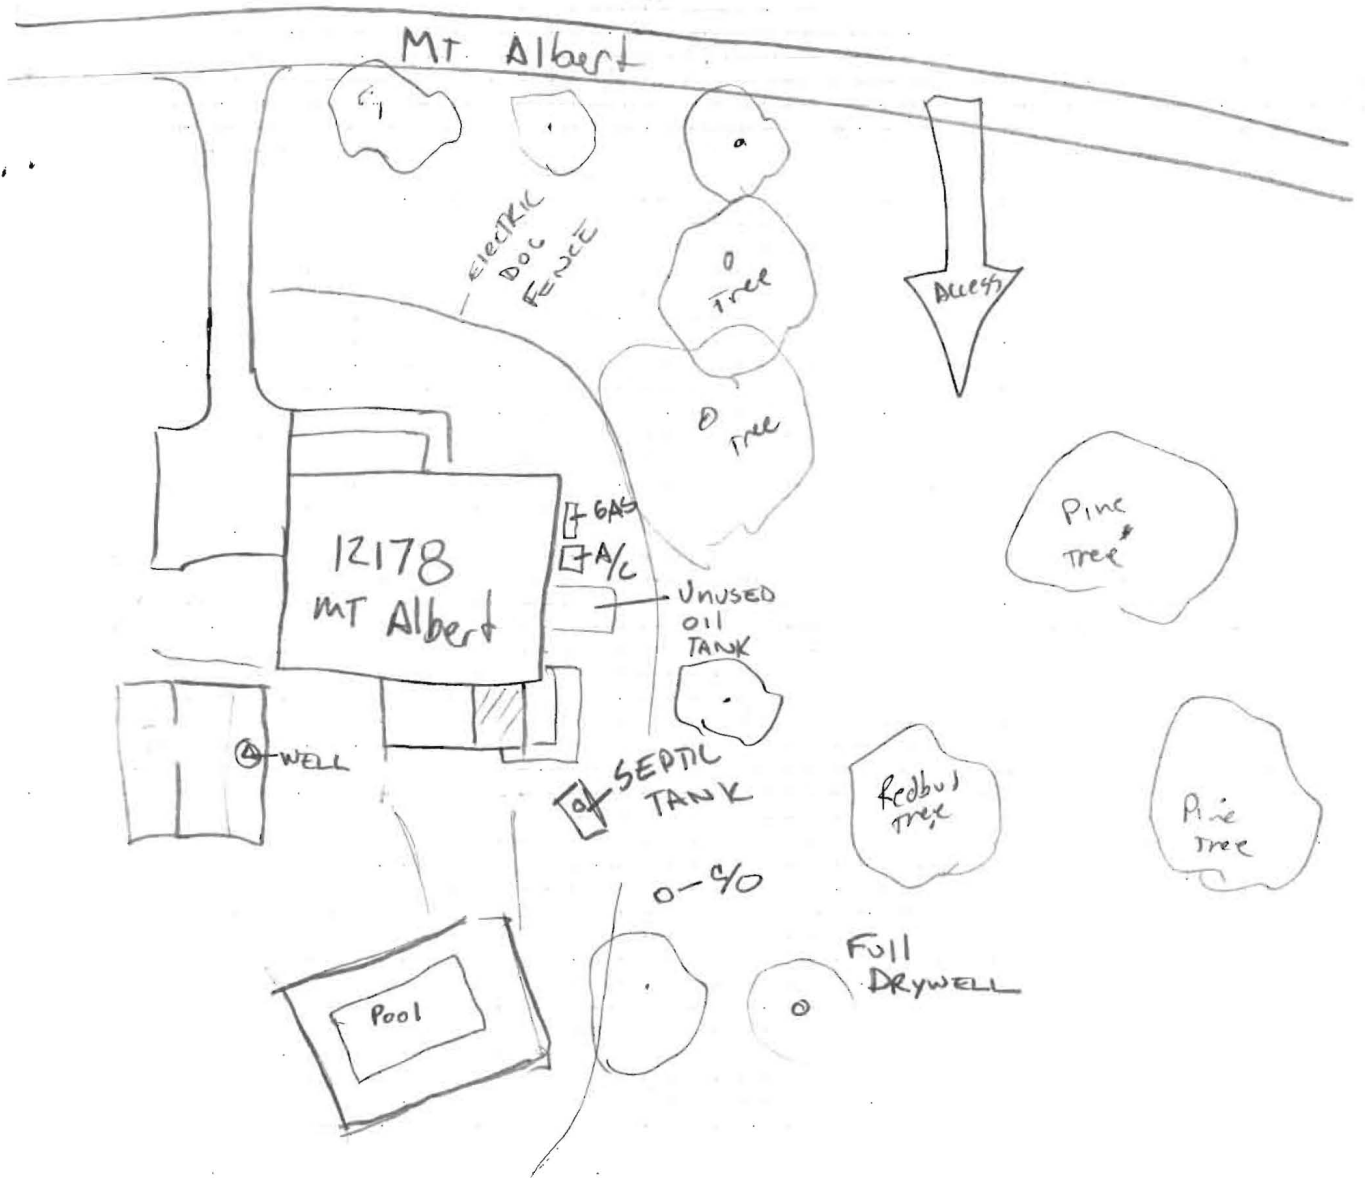 MT Albert
Electric
DOG
FENCE
Tree
Access
Tree
Pine
Tree
GAS
A/C
12178
MT Albert
UNUSED
OIl
TANK
WELL
SEPTIC
TANK
Redbud
Tree
Pine
Tree
C/O
Full
DRYWELL
Pool